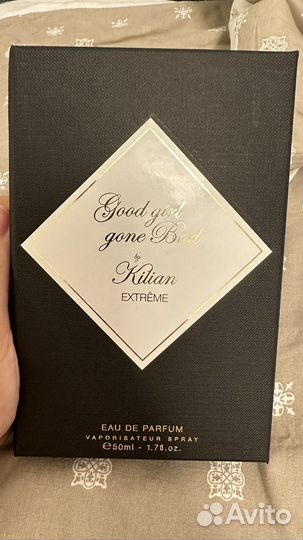 Good girl
gone Bad
by
Kilian
EXTRÊME
EAU DE PARFUM
VAPORISATEUR SPRAY
℮50ml - 1.7fl.oz.
Avito